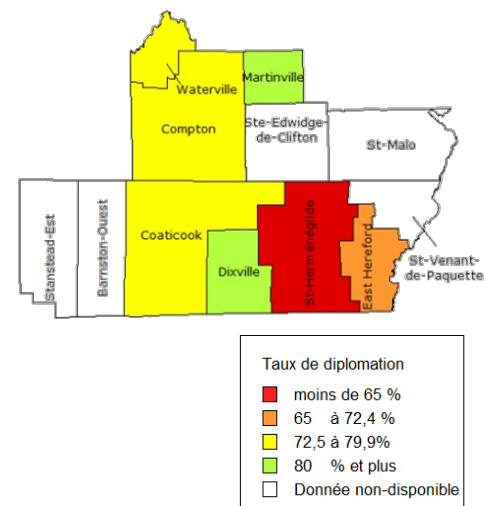 Martinville
Waterville
Ste-Edwidge-
de-Clifton
Compton
St-Malo
Stanstead-Est
Barnston-Ouest
Coaticook
Dixville
St-Herménégilde
East Hereford
St-Venant-
de-Paquette
Taux de diplomation
moins de 65 %
65 à 72,4 %
72,5 à 79,9%
80 % et plus
Donnée non-disponible